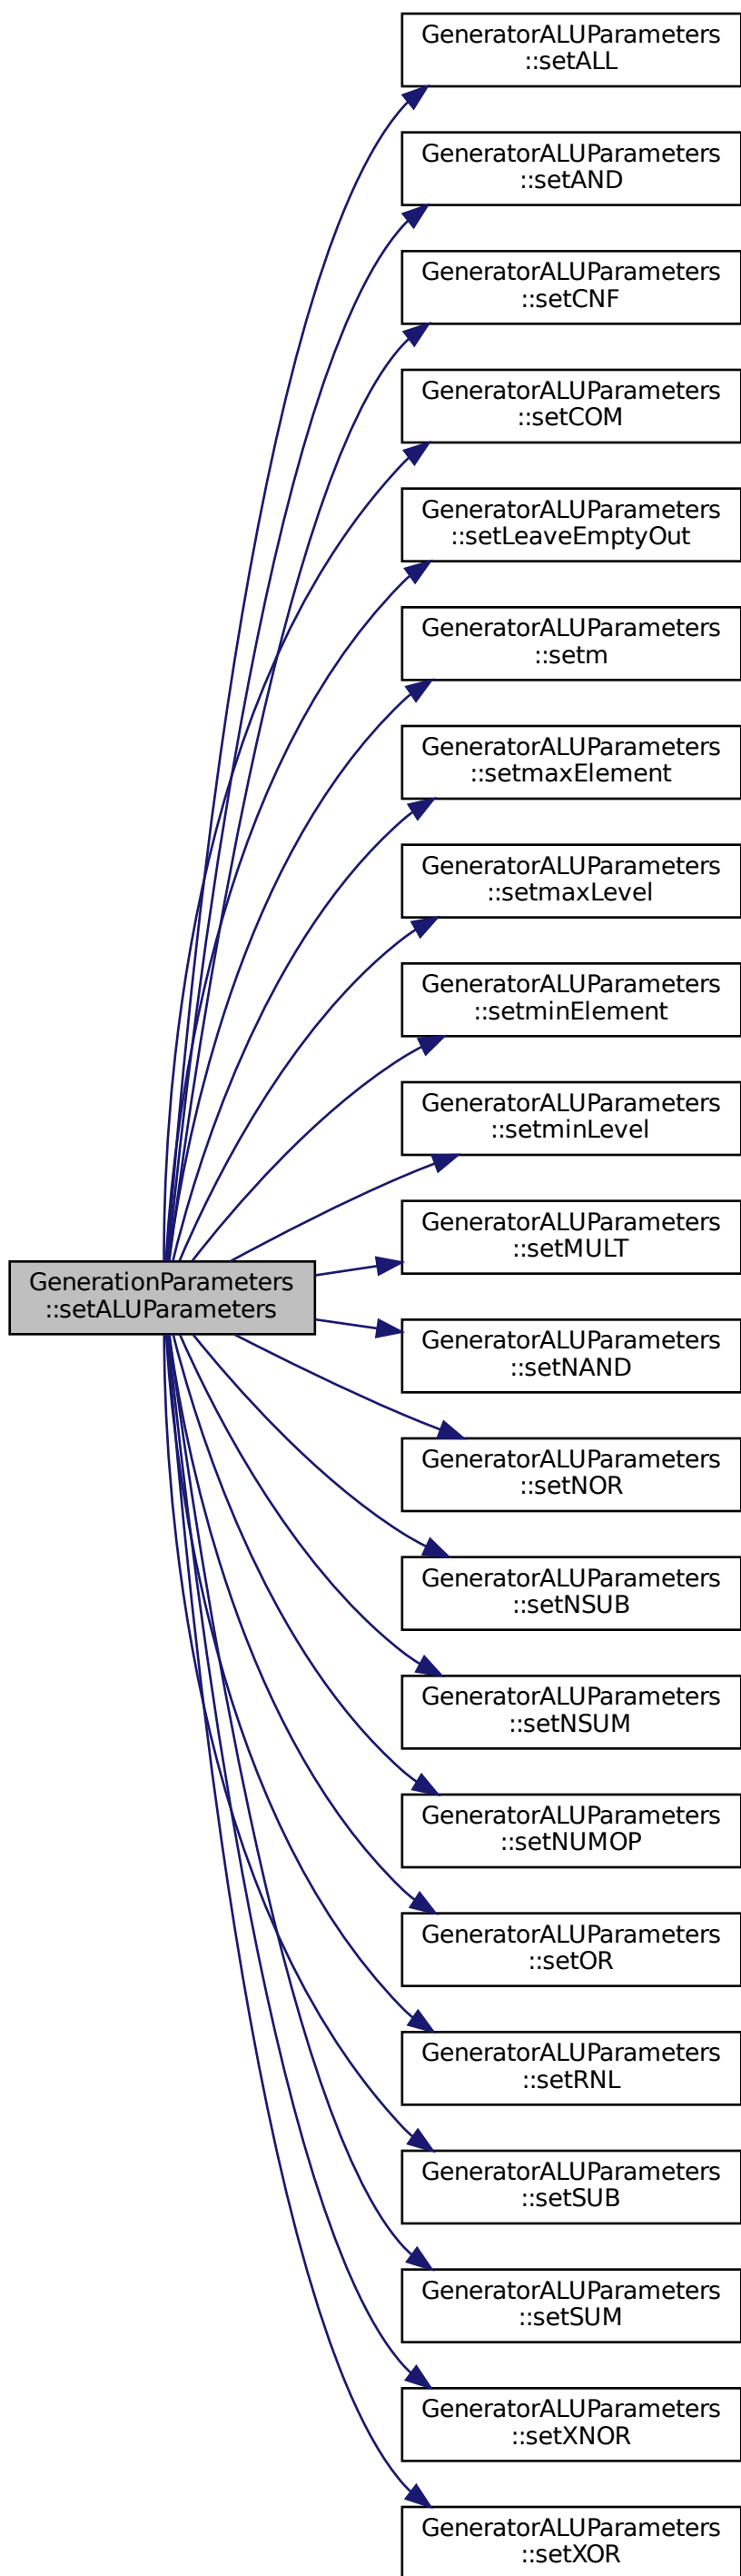 GeneratorALUParameters
::setALL
GeneratorALUParameters
::setAND
GeneratorALUParameters
::setCNF
GeneratorALUParameters
::setCOM
GeneratorALUParameters
::setLeaveEmptyOut
GeneratorALUParameters
::setm
GeneratorALUParameters
::setmaxElement
GeneratorALUParameters
::setmaxLevel
GeneratorALUParameters
::setminElement
GeneratorALUParameters
::setminLevel
GeneratorALUParameters
::setMULT
GenerationParameters
::setALUParameters
GeneratorALUParameters
::setNAND
GeneratorALUParameters
::setNOR
GeneratorALUParameters
::setNSUB
GeneratorALUParameters
::setNSUM
GeneratorALUParameters
::setNUMOP
GeneratorALUParameters
::setOR
GeneratorALUParameters
::setRNL
GeneratorALUParameters
::setSUB
GeneratorALUParameters
::setSUM
GeneratorALUParameters
::setXNOR
GeneratorALUParameters
::setXOR